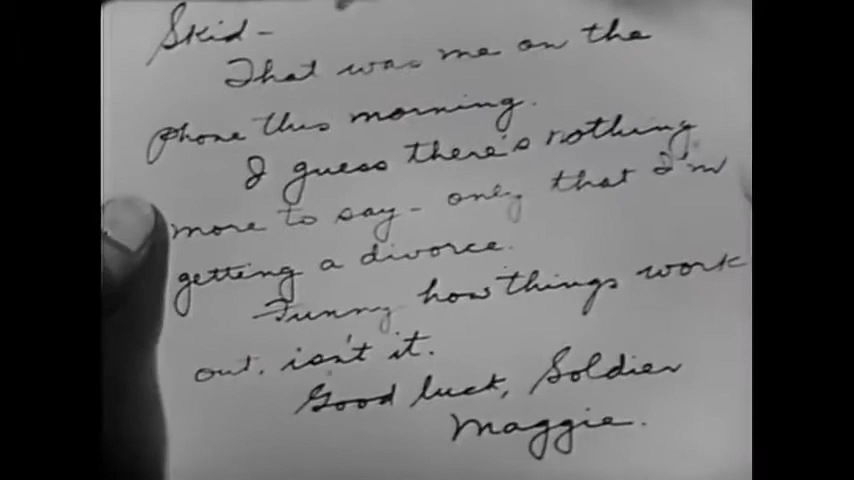 Skid-
That was me on the
phone this morning.
I guess there's nothing
more to say - only that I'm
getting a divorce.
Funny how things work
out, isn't it.
Good luck, Soldier
Maggie.